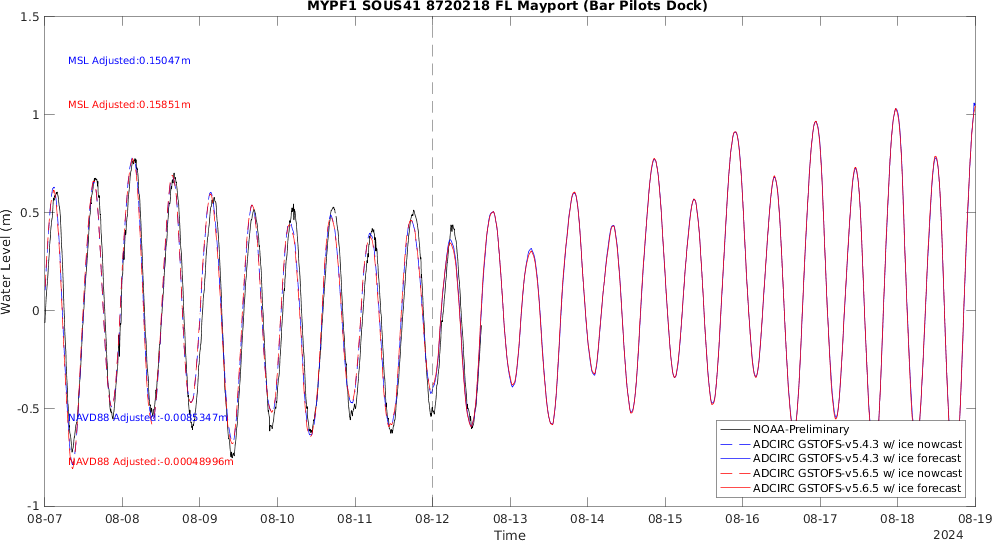 MYPF1 SOUS41 8720218 FL Mayport (Bar Pilots Dock)
1.5
1
0.5
0
-0.5
-1
Water Level (m)
MSL Adjusted:0.15047m
MSL Adjusted:0.15851m
NAVD88 Adjusted:-0.0085347m
NAVD88 Adjusted:-0.00048996m
NOAA-Preliminary
ADCIRC GSTOFS-v5.4.3 w/ ice nowcast
ADCIRC GSTOFS-v5.4.3 w/ ice forecast
ADCIRC GSTOFS-v5.6.5 w/ ice nowcast
ADCIRC GSTOFS-v5.6.5 w/ ice forecast
08-07 08-08 08-09 08-10 08-11 08-12 08-13 08-14 08-15 08-16 08-17 08-18 08-19
Time
2024